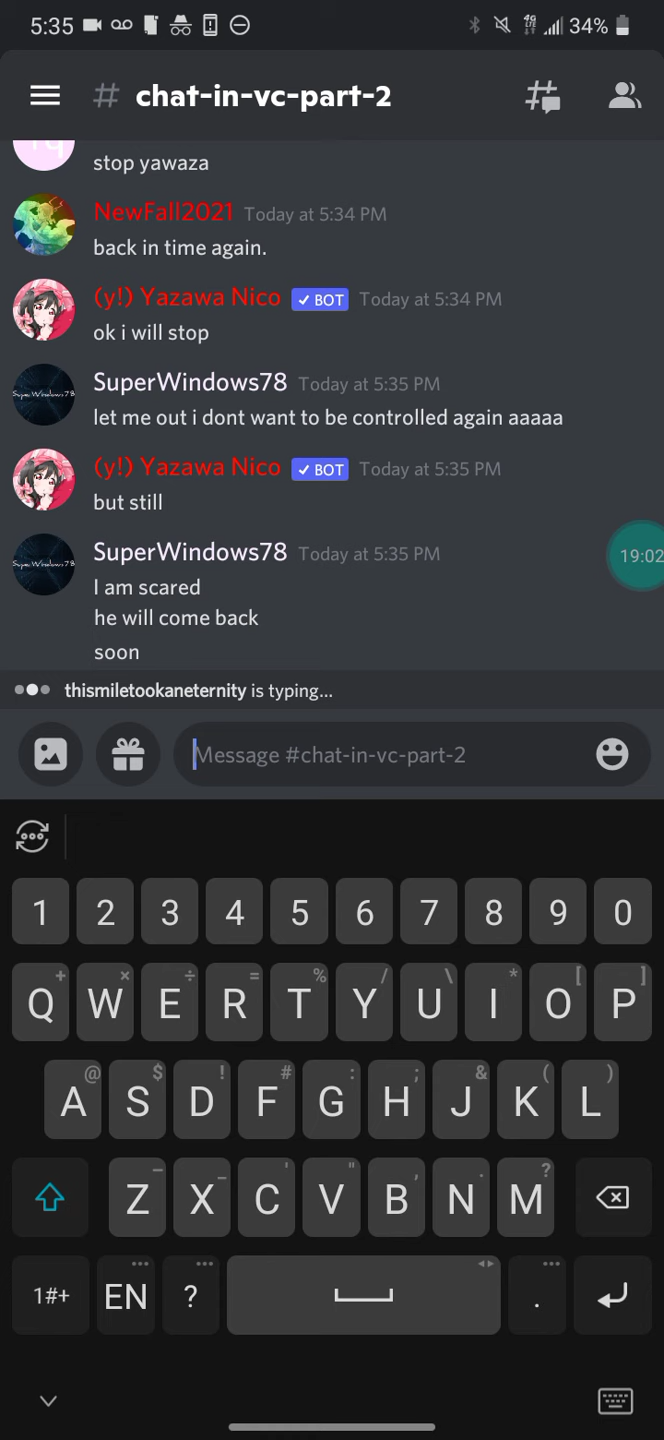 5:35 34%
# chat-in-vc-part-2
stop yawaza
NewFall2021 Today at 5:34 PM
back in time again.
(y!) Yazawa Nico ✓ BOT Today at 5:34 PM
ok i will stop
SuperWindows78 Today at 5:35 PM
let me out i dont want to be controlled again aaaaa
(y!) Yazawa Nico ✓ BOT Today at 5:35 PM
but still
SuperWindows78 Today at 5:35 PM
I am scared
19:02
he will come back
soon
thismiletookaneternity is typing...
Message #chat-in-vc-part-2
1 2 3 4 5 6 7 8 9 0
+ × ÷ = % / \ * [ ]
Q W E R T Y U I O P
@ $ ! # : ; & ( )
A S D F G H J K L
- _ ' " , . ?
Z X C V B N M
1#+ EN ? .